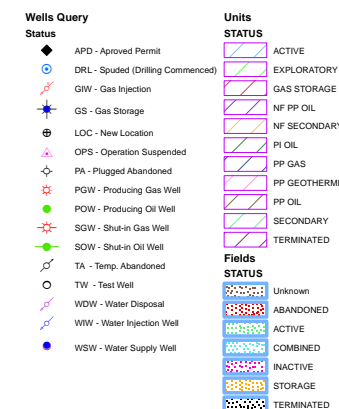 Wells Query
Status
APD - Aproved Permit
DRL - Spuded (Drilling Commenced)
GIW - Gas Injection
GS - Gas Storage
LOC - New Location
OPS - Operation Suspended
PA - Plugged Abandoned
PGW - Producing Gas Well
POW - Producing Oil Well
SGW - Shut-in Gas Well
SOW - Shut-in Oil Well
TA - Temp. Abandoned
TW - Test Well
WDW - Water Disposal
WIW - Water Injection Well
WSW - Water Supply Well
Units
STATUS
ACTIVE
EXPLORATORY
GAS STORAGE
NF PP OIL
NF SECONDARY
PI OIL
PP GAS
PP GEOTHERMI
PP OIL
SECONDARY
TERMINATED
Fields
STATUS
Unknown
ABANDONED
ACTIVE
COMBINED
INACTIVE
STORAGE
TERMINATED